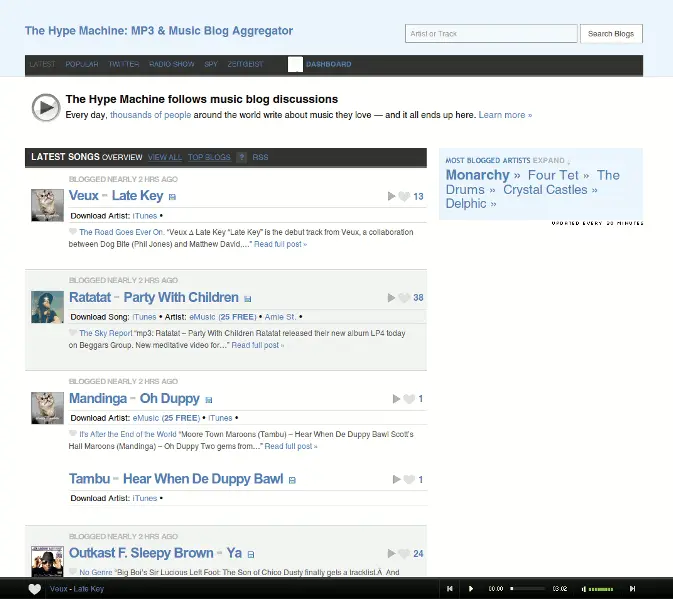 The Hype Machine: MP3 & Music Blog Aggregator
Artist or Track
Search Blogs
LATEST POPULAR TWITTER RADIO SHOW SPY ZEITGEIST DASHBOARD
The Hype Machine follows music blog discussions
Every day, thousands of people around the world write about music they love — and it all ends up here. Learn more »
LATEST SONGS OVERVIEW VIEW ALL TOP BLOGS ? RSS
BLOGGED NEARLY 2 HRS AGO
Veux – Late Key
13
Download Artist: iTunes •
The Road Goes Ever On. “Veux Δ Late Key “Late Key” is the debut track from Veux, a collaboration
between Dog Bite (Phil Jones) and Matthew David,…” Read full post »
BLOGGED NEARLY 2 HRS AGO
Ratatat – Party With Children
38
Download Song: iTunes • Artist: eMusic (25 FREE) • Amie St. •
The Sky Report “mp3: Ratatat – Party With Children Ratatat released their new album LP4 today
on Beggars Group. New meditative video for…” Read full post »
BLOGGED NEARLY 2 HRS AGO
Mandinga – Oh Duppy
1
Download Artist: eMusic (25 FREE) • iTunes •
It's After the End of the World “Moore Town Maroons (Tambu) – Hear When De Duppy Bawl Scott's
Hall Maroons (Mandinga) – Oh Duppy Two gems from…” Read full post »
Tambu – Hear When De Duppy Bawl
1
Download Artist: iTunes •
BLOGGED NEARLY 2 HRS AGO
Outkast F. Sleepy Brown – Ya
24
No Genre “Big Boi's Sir Lucious Left Foot: The Son of Chico Dusty finally gets a tracklist.Â And
MOST BLOGGED ARTISTS EXPAND ↓
Monarchy » Four Tet » The
Drums » Crystal Castles »
Delphic »
UPDATED EVERY 30 MINUTES
Veux - Late Key
00:00
03:02